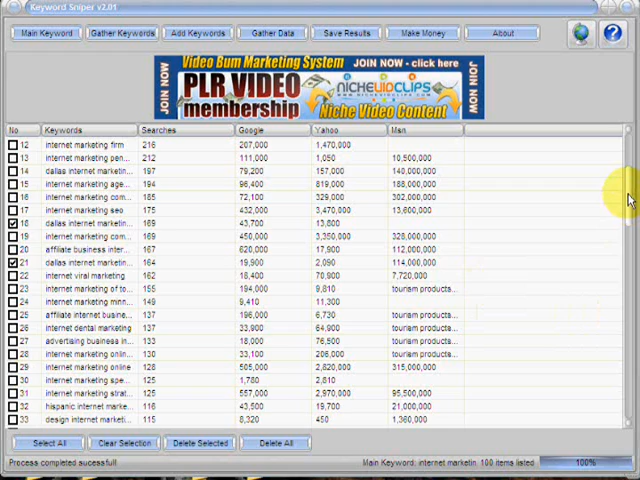 Keyword Sniper v2.01
Main Keyword Gather Keywords Add Keywords Gather Data Save Results Make Money About
JOIN NOW
Video Bum Marketing System JOIN NOW - click here
PLR VIDEO
membership
NICHEVIDCLIPS
Niche Video Content
JOIN NOW
No Keywords Searches Google Yahoo Msn
12 internet marketing firm 216 207,000 1,470,000
13 internet marketing pen... 212 111,000 1,050 10,500,000
14 dallas internet marketin... 197 79,200 157,000 140,000,000
15 internet marketing age... 194 96,400 819,000 188,000,000
16 internet marketing com... 185 72,100 329,000 302,000,000
17 internet marketing seo 175 432,000 3,470,000 13,600,000
18 dallas internet marketin... 169 43,700 13,800
19 internet marketing com... 169 450,000 3,350,000 328,000,000
20 affiliate business inter... 169 620,000 17,900 112,000,000
21 dallas internet marketin... 164 19,900 2,090 114,000,000
22 internet viral marketing 162 18,400 70,900 7,720,000
23 internet marketing of to... 155 194,000 9,810 tourism products...
24 internet marketing minn... 149 9,410 11,300
25 affiliate internet busine... 137 196,000 6,730 tourism products...
26 internet dental marketing 137 33,900 64,900 tourism products...
27 advertising business in... 133 18,000 76,500 tourism products...
28 internet marketing onlin... 130 33,100 206,000 tourism products...
29 internet marketing online 128 505,000 2,820,000 315,000,000
30 internet marketing spe... 125 1,780 2,810
31 internet marketing strat... 125 557,000 2,970,000 95,500,000
32 hispanic internet marke... 116 43,500 19,700 21,000,000
33 design internet market... 115 8,320 450 1,360,000
Select All Clear Selection Delete Selected Delete All
Process completed sucessfull! Main Keyword: internet marketin. 100 items listed 100%